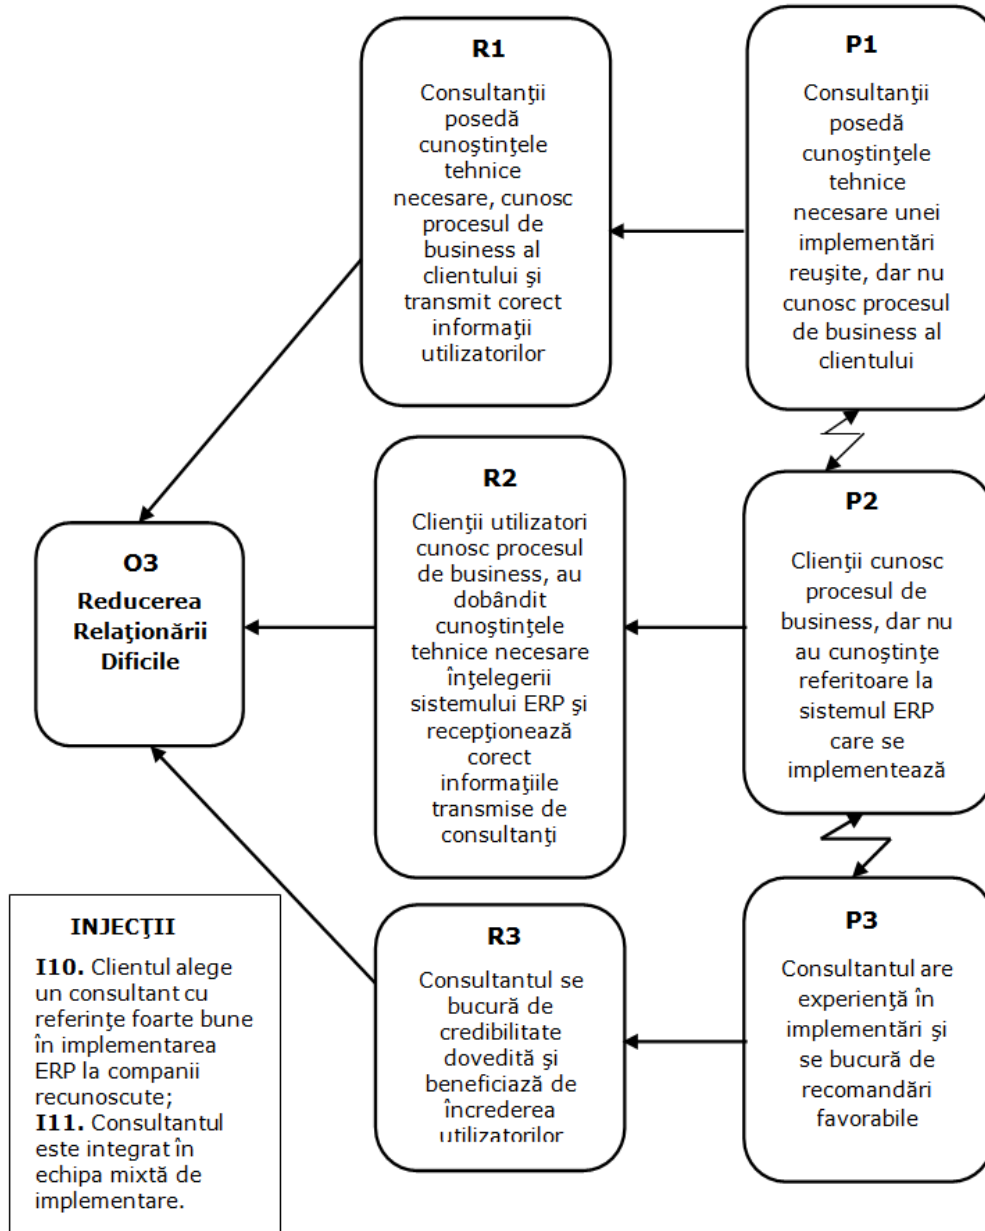 R1
Consultanţii
posedă
cunoştinţele
tehnice
necesare, cunosc
procesul de
business al
clientului şi
transmit corect
informaţii
utilizatorilor
P1
Consultanţii
posedă
cunoştinţele
tehnice
necesare unei
implementări
reuşite, dar nu
cunosc procesul
de business al
clientului
O3
Reducerea
Relaţionării
Dificile
R2
Clienţii utilizatori
cunosc procesul
de business, au
dobândit
cunoştinţele
tehnice necesare
înţelegerii
sistemului ERP şi
recepţionează
corect
informaţiile
transmise de
consultanţi
P2
Clienţii cunosc
procesul de
business, dar nu
au cunoştinţe
referitoare la
sistemul ERP
care se
implementează
INJECŢII
I10. Clientul alege
un consultant cu
referinţe foarte bune
în implementarea
ERP la companii
recunoscute;
I11. Consultantul
este integrat în
echipa mixtă de
implementare.
R3
Consultantul se
bucură de
credibilitate
dovedită şi
beneficiază de
încrederea
utilizatorilor
P3
Consultantul are
experienţă în
implementări şi
se bucură de
recomandări
favorabile